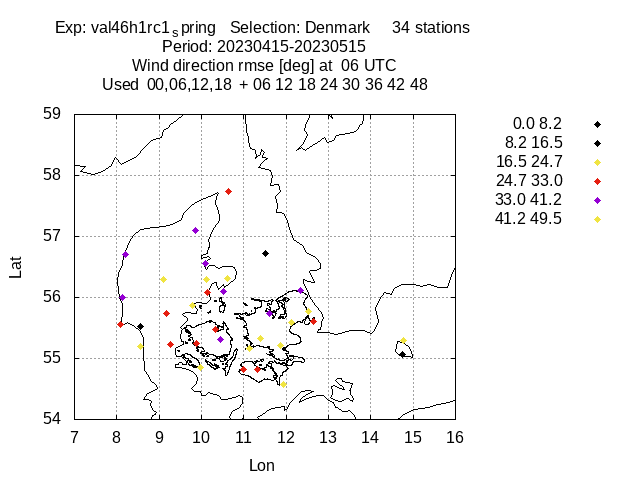 Exp: val46h1rc1spring Selection: Denmark 34 stations
Period: 20230415-20230515
Wind direction rmse [deg] at 06 UTC
Used 00,06,12,18 + 06 12 18 24 30 36 42 48
0.0 8.2
8.2 16.5
16.5 24.7
24.7 33.0
33.0 41.2
41.2 49.5
Lat
59
58
57
56
55
54
7 8 9 10 11 12 13 14 15 16
Lon